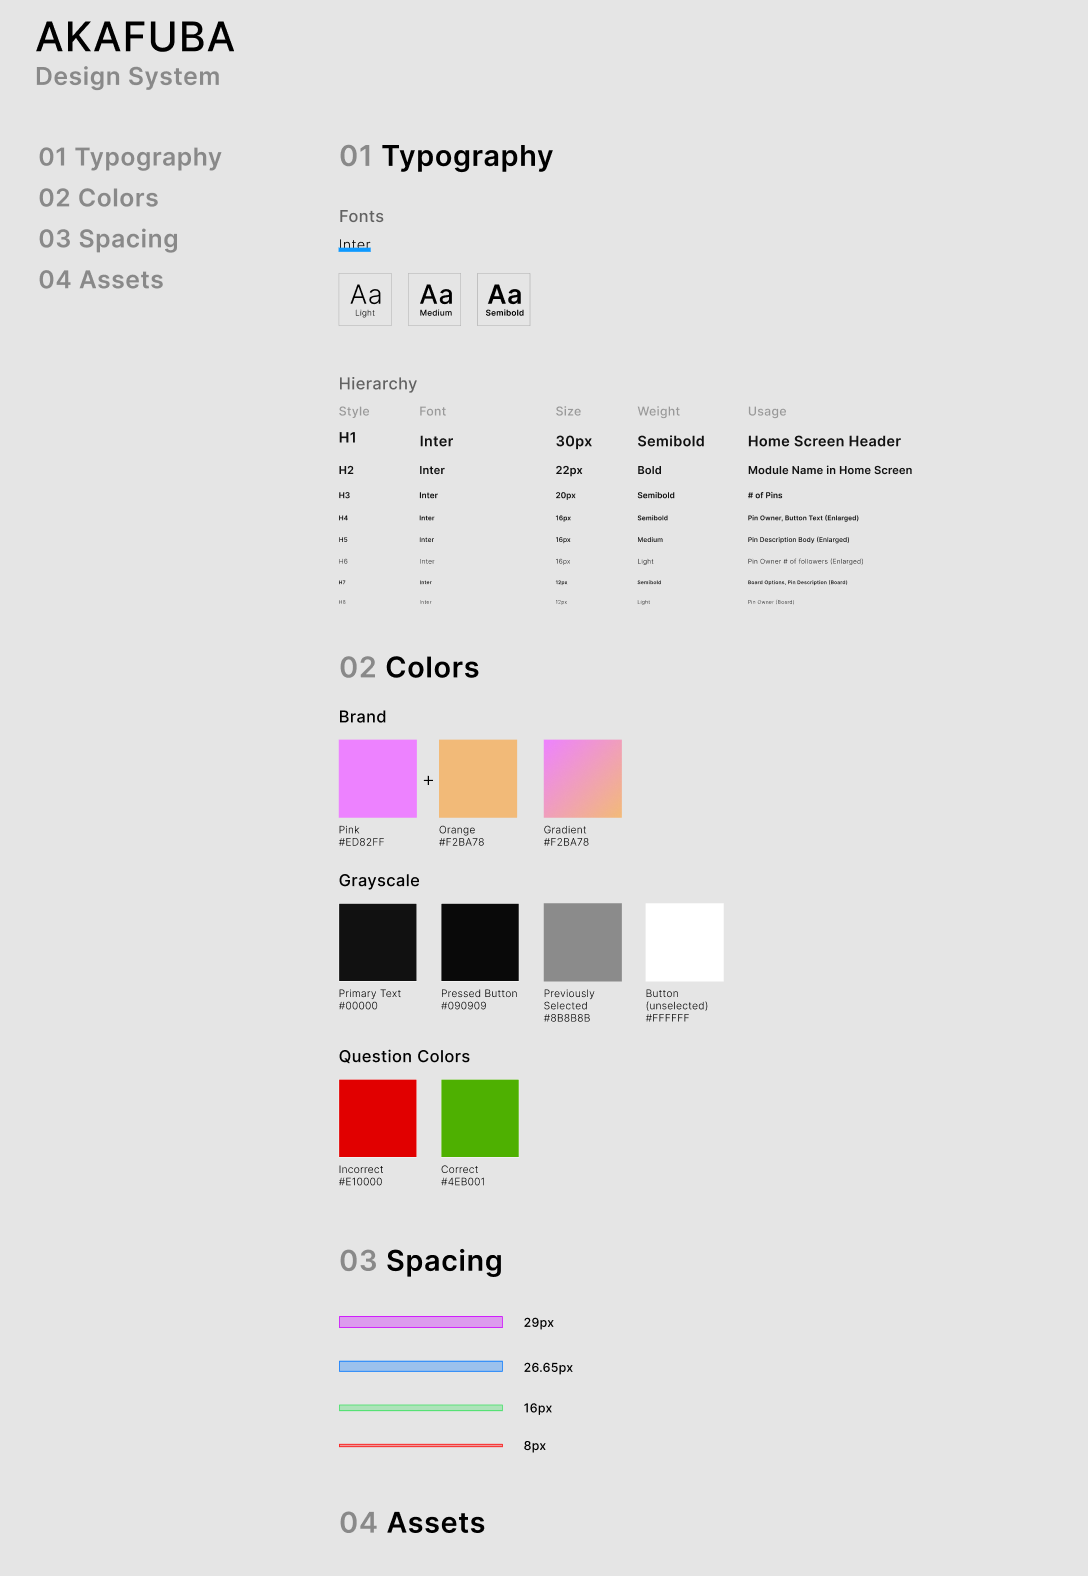 AKAFUBA
Design System
01 Typography
02 Colors
03 Spacing
04 Assets
01 Typography
Fonts
Inter
Aa Aa Aa
Light Medium Semibold
Hierarchy
Style Font Size Weight Usage
H1 Inter 30px Semibold Home Screen Header
H2 Inter 22px Bold Module Name in Home Screen
H3 Inter 20px Semibold # of Pins
H4 Inter 16px Semibold Pin Owner, Button Text (Enlarged)
H5 Inter 16px Medium Pin Description Body (Enlarged)
H6 Inter 16px Light Pin Owner # of followers (Enlarged)
H7 Inter 12px Semibold Board Options, Pin Description (Board)
H8 Inter 12px Light Pin Owner (Board)
02 Colors
Brand
+
Pink Orange Gradient
#ED82FF #F2BA78 #F2BA78
Grayscale
Primary Text Pressed Button Previously Button
#00000 #090909 Selected (unselected)
#8B8B8B #FFFFFF
Question Colors
Incorrect Correct
#E10000 #4EB001
03 Spacing
29px
26.65px
16px
8px
04 Assets